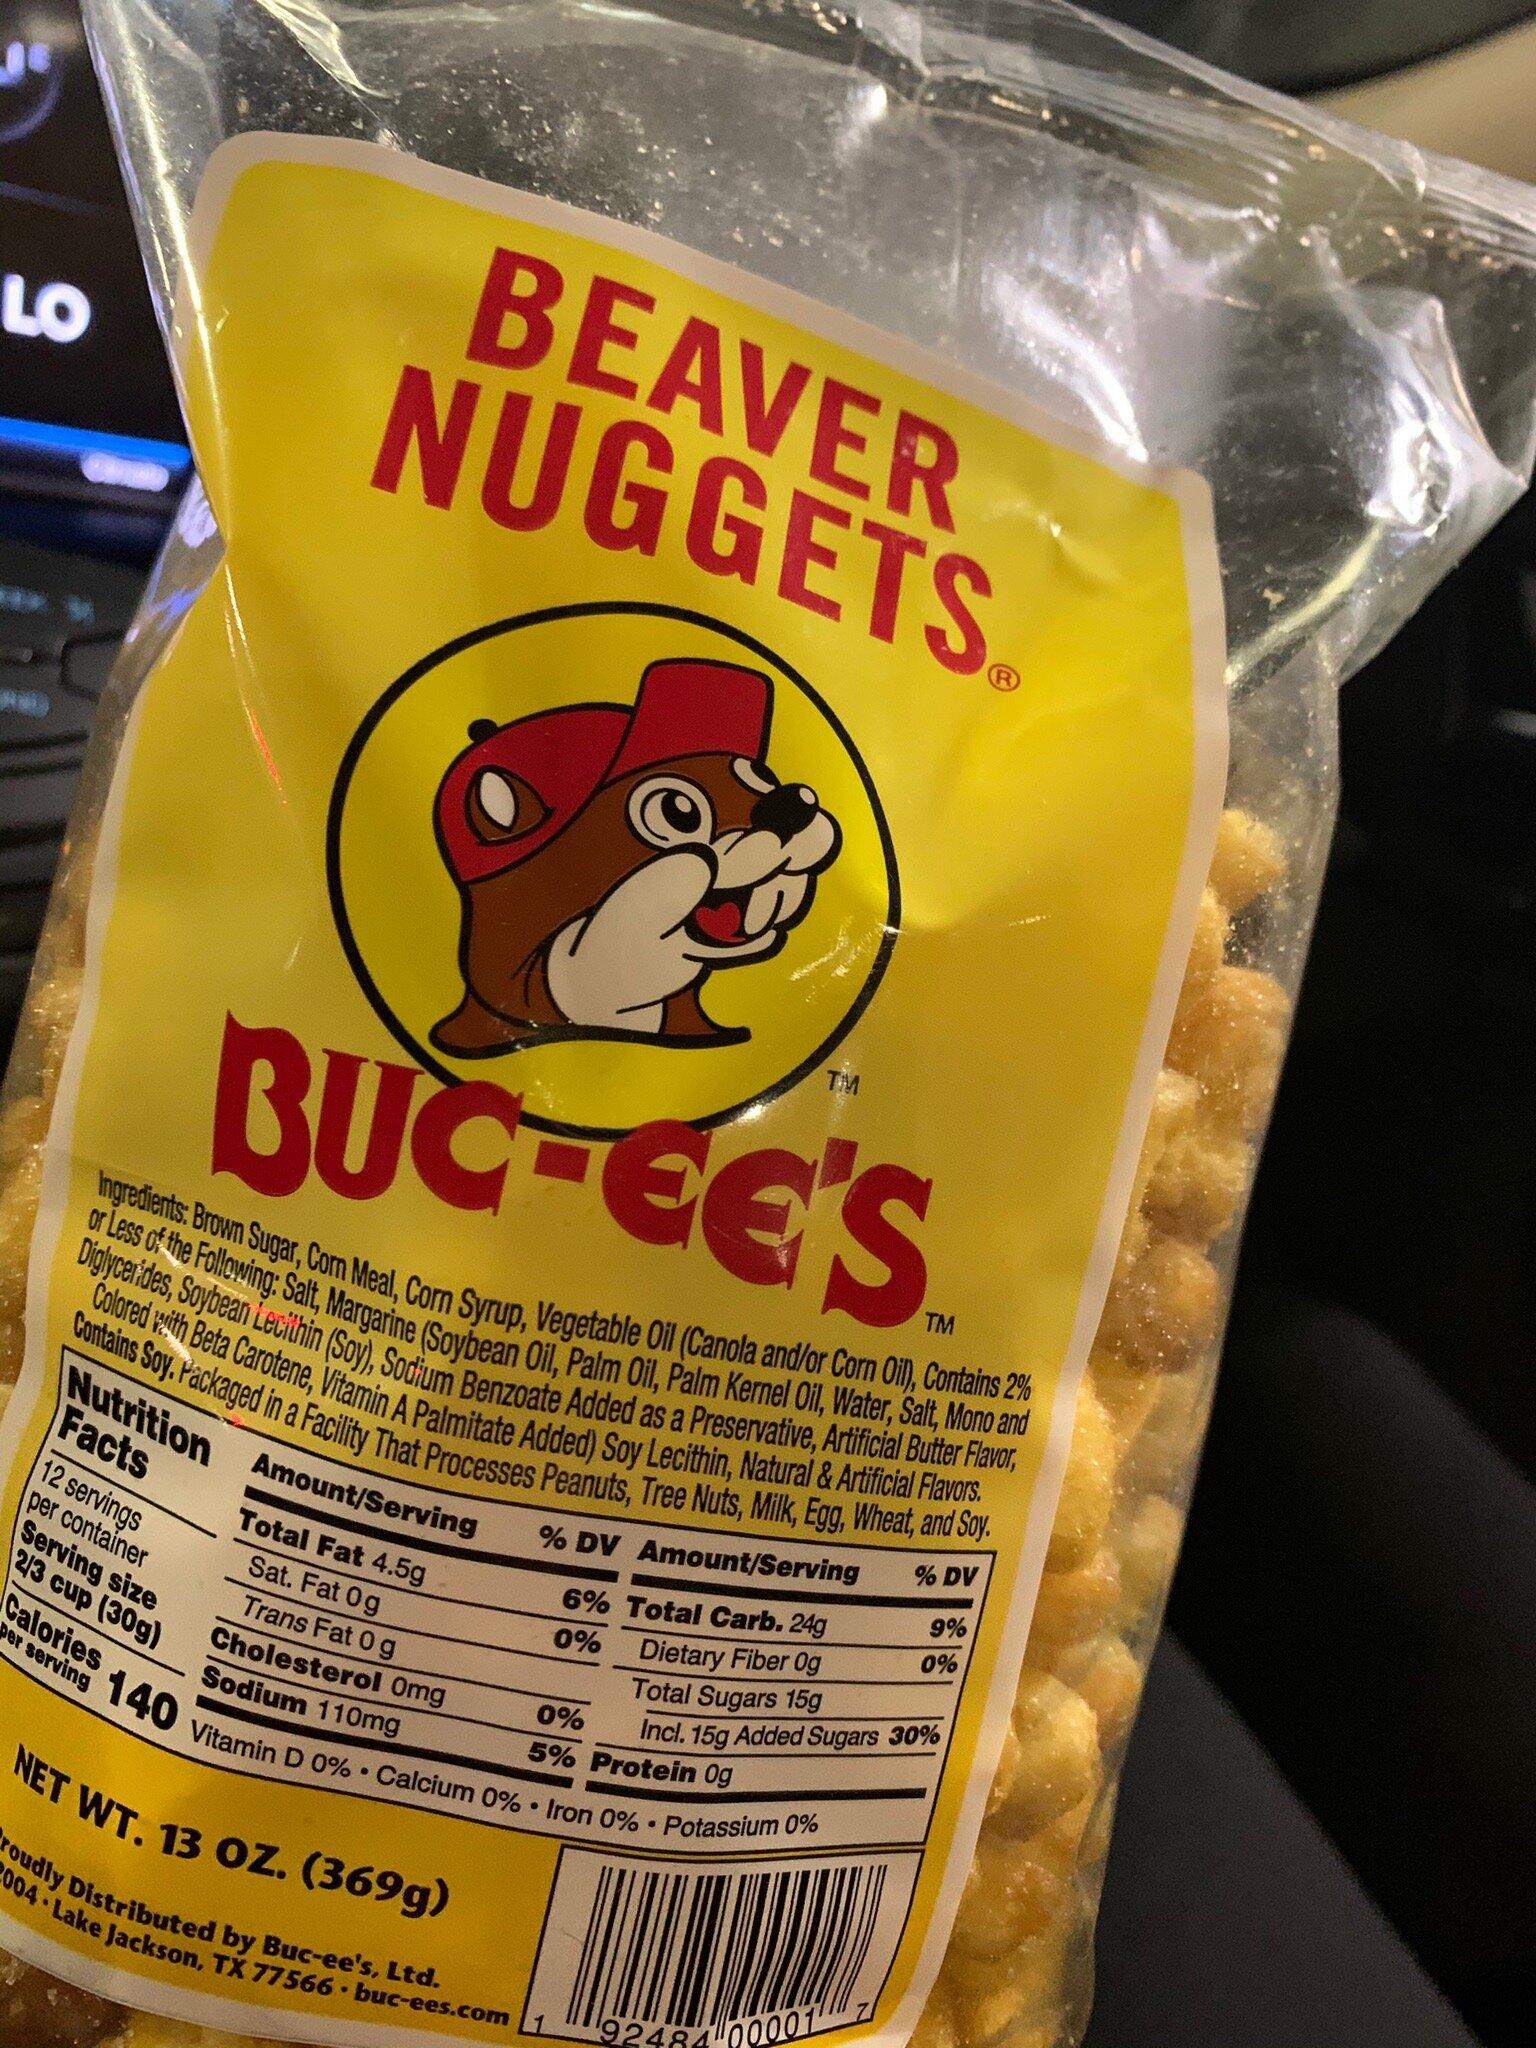 LO
BEAVER
NUGGETS®
TM
BUC-EE'S™
Ingredients: Brown Sugar, Corn Meal, Corn Syrup, Vegetable Oil (Canola and/or Corn Oil), Contains 2%
or Less of the Following: Salt, Margarine (Soybean Oil, Palm Oil, Palm Kernel Oil, Water, Salt, Mono and
Diglycerides, Soybean Lecithin (Soy), Sodium Benzoate Added as a Preservative, Artificial Butter Flavor,
Colored with Beta Carotene, Vitamin A Palmitate Added) Soy Lecithin, Natural & Artificial Flavors.
Contains Soy. Packaged in a Facility That Processes Peanuts, Tree Nuts, Milk, Egg, Wheat, and Soy.
Nutrition
Facts
12 servings
per container
Serving size
2/3 cup (30g)
Calories 140
per serving
Amount/Serving % DV
Total Fat 4.5g 6%
Sat. Fat 0g 0%
Trans Fat 0g
Cholesterol 0mg 0%
Sodium 110mg 5%
Amount/Serving % DV
Total Carb. 24g 9%
Dietary Fiber 0g 0%
Total Sugars 15g
Incl. 15g Added Sugars 30%
Protein 0g
Vitamin D 0% • Calcium 0% • Iron 0% • Potassium 0%
NET WT. 13 OZ. (369g)
Proudly Distributed by Buc-ee's, Ltd.
2004 • Lake Jackson, TX 77566 • buc-ees.com
1 92484 00001 7